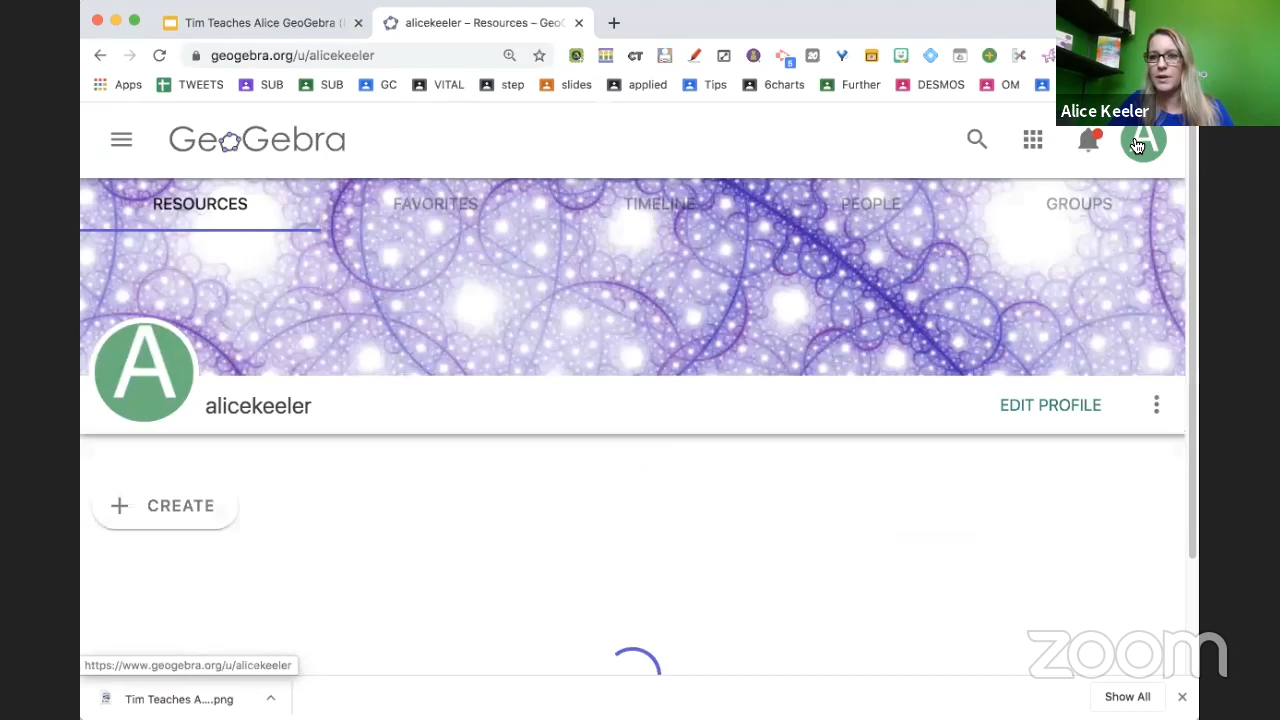 Tim Teaches Alice GeoGebra (
alicekeeler – Resources – Geo
geogebra.org/u/alicekeeler
Apps
TWEETS
SUB
SUB
GC
VITAL
step
slides
applied
Tips
6charts
Further
DESMOS
OM
Alice Keeler
GeoGebra
A
RESOURCES
FAVORITES
TIMELINE
PEOPLE
GROUPS
A
alicekeeler
EDIT PROFILE
+ CREATE
https://www.geogebra.org/u/alicekeeler
Tim Teaches A....png
Show All
zoom